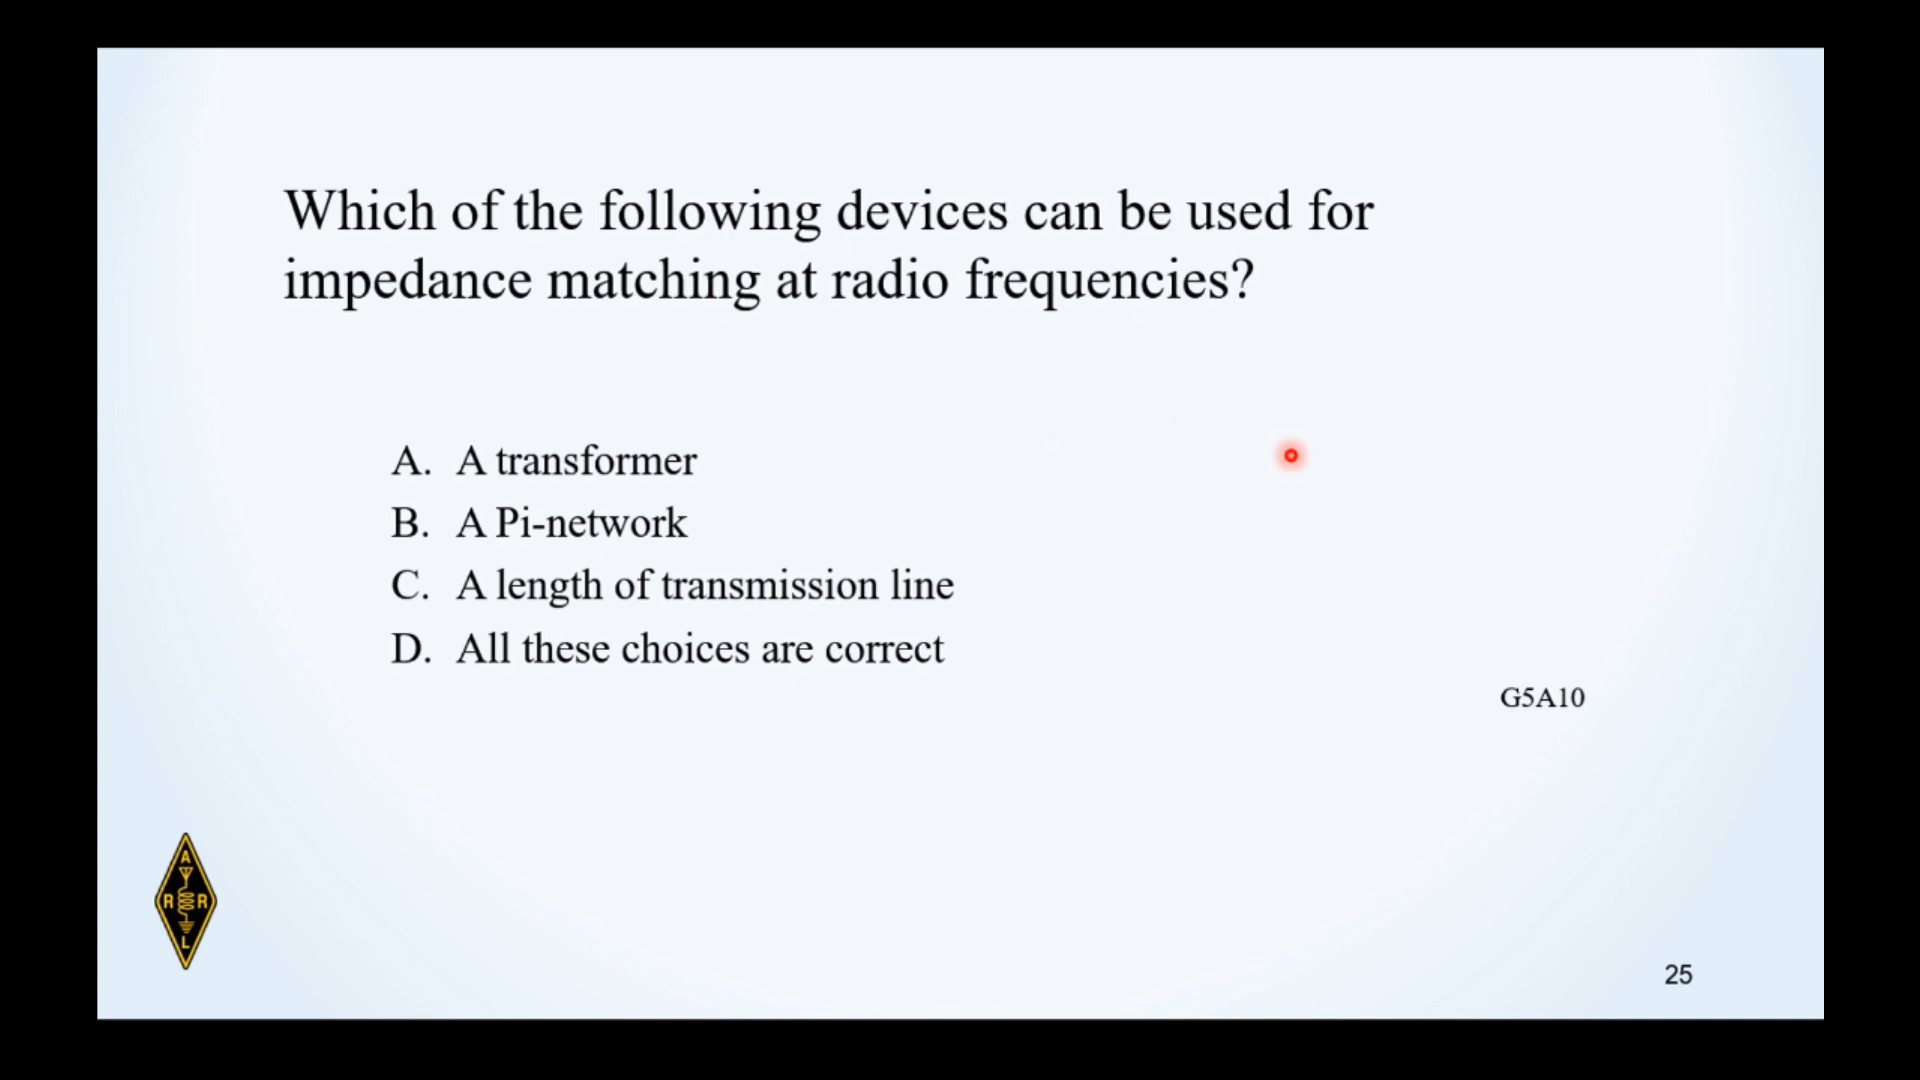 Which of the following devices can be used for
impedance matching at radio frequencies?
A. A transformer
B. A Pi-network
C. A length of transmission line
D. All these choices are correct
G5A10
A
R R
L
25